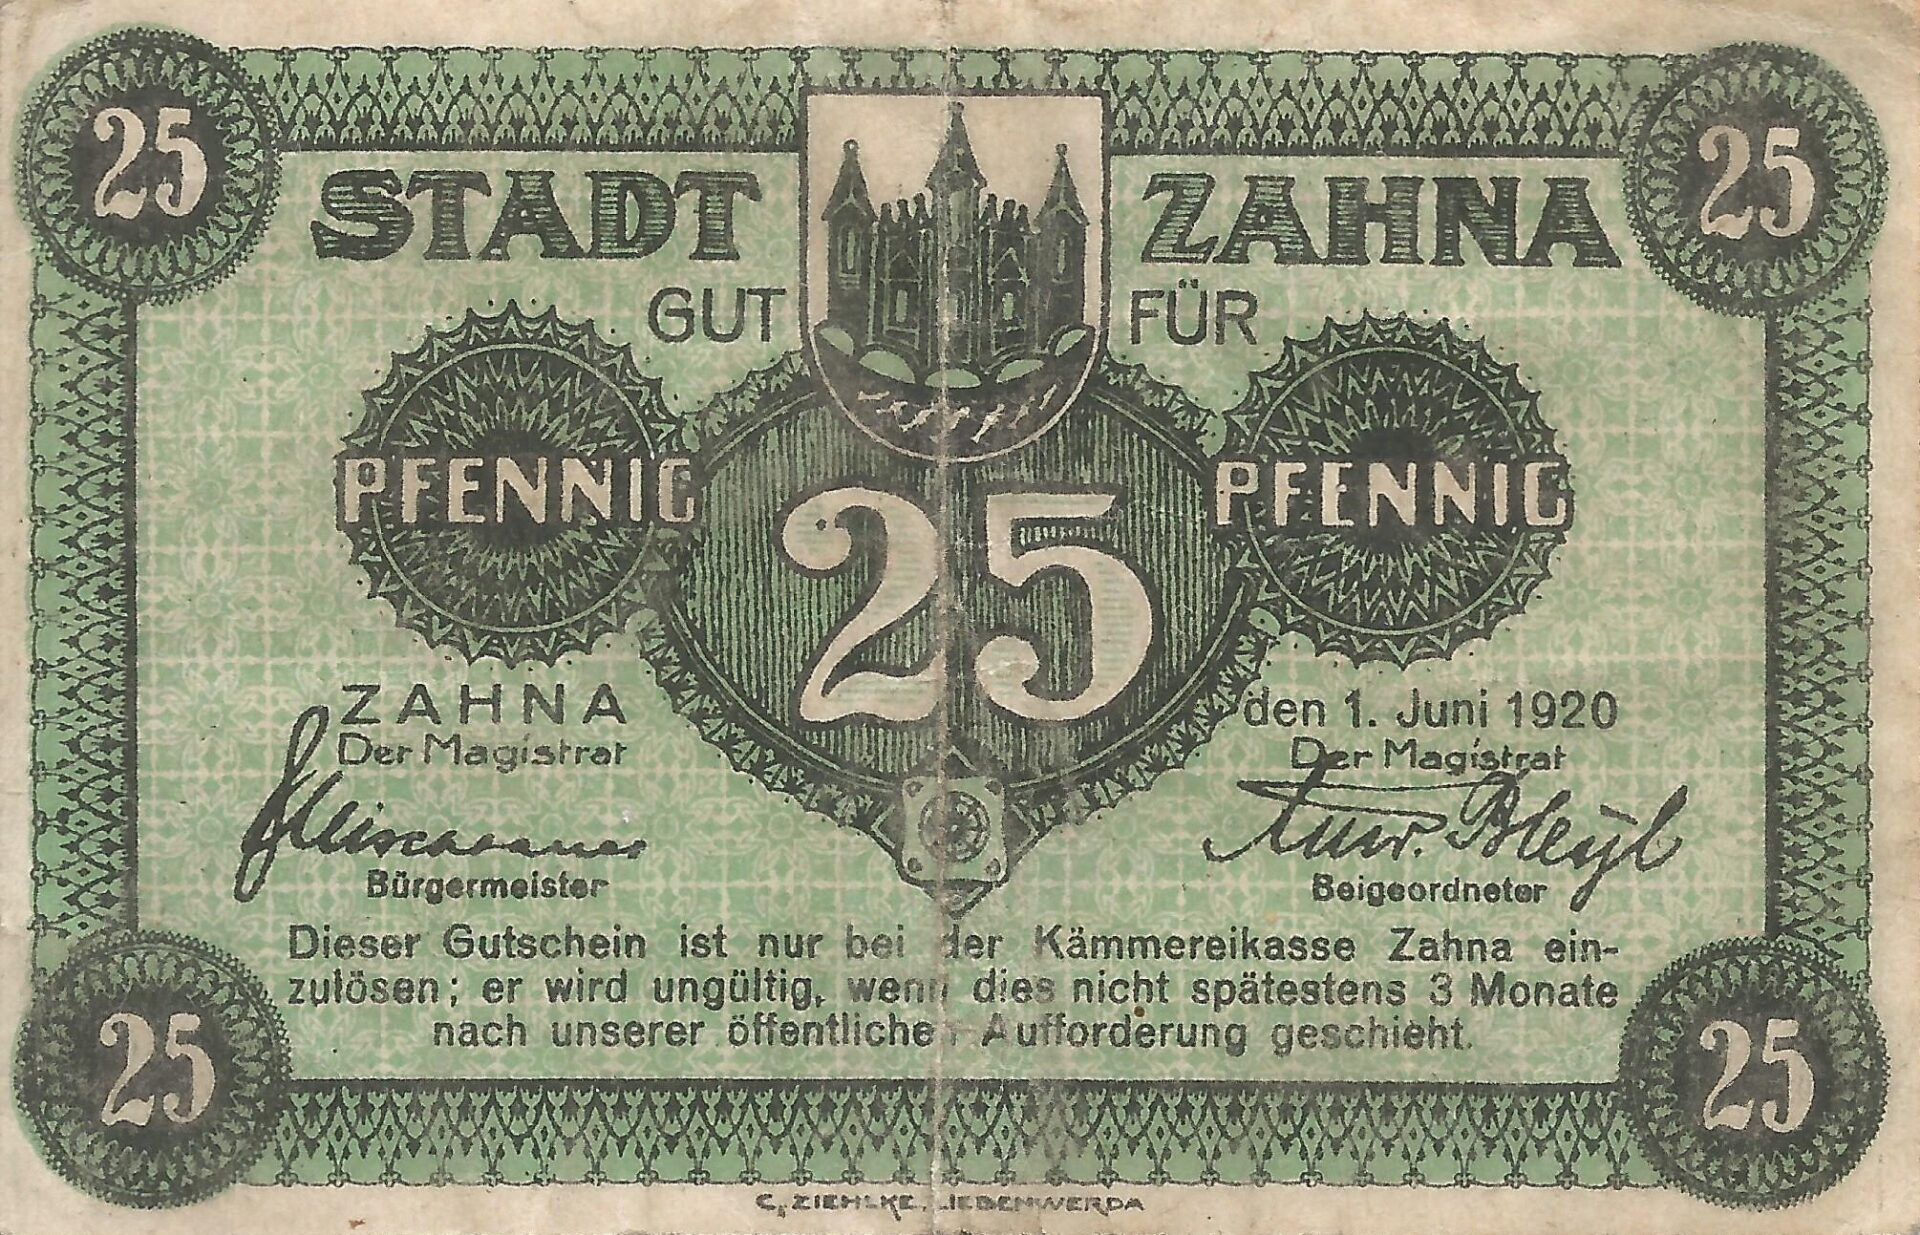 25 25
STADT ZAHNA
GUT FÜR
PFENNIG 25 PFENNIG
ZAHNA den 1. Juni 1920
Der Magistrat Der Magistrat
Bleyl
Bürgermeister Beigeordneter
Dieser Gutschein ist nur bei der Kämmereikasse Zahna ein-
zulösen; er wird ungültig, wenn dies nicht spätestens 3 Monate
nach unserer öffentlichen Aufforderung geschieht.
25 25
C. ZIEHLKE, LIEBENWERDA